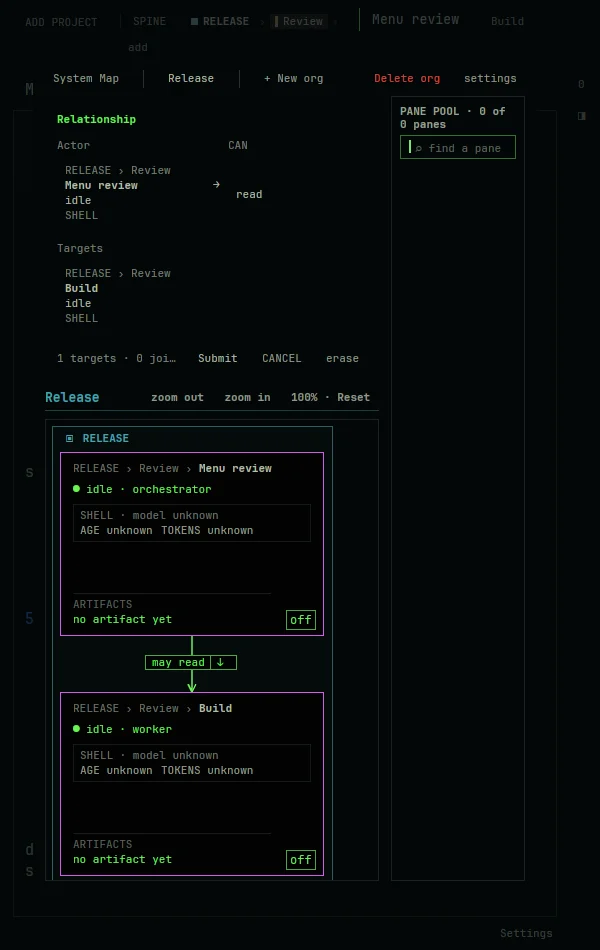 ADD PROJECT SPINE RELEASE › Review › Menu review Build
add
M
System Map Release + New org Delete org settings
0
Relationship
Actor CAN
RELEASE › Review
Menu review →
idle
read
SHELL
Targets
RELEASE › Review
Build
idle
SHELL
1 targets · 0 joi… Submit CANCEL erase
PANE POOL · 0 of
0 panes
⌕ find a pane
Release zoom out zoom in 100% · Reset
RELEASE
RELEASE › Review › Menu review
s
idle · orchestrator
SHELL · model unknown
AGE unknown TOKENS unknown
ARTIFACTS
no artifact yet off
5
may read ↓
RELEASE › Review › Build
idle · worker
SHELL · model unknown
AGE unknown TOKENS unknown
ARTIFACTS
no artifact yet off
d
s
Settings